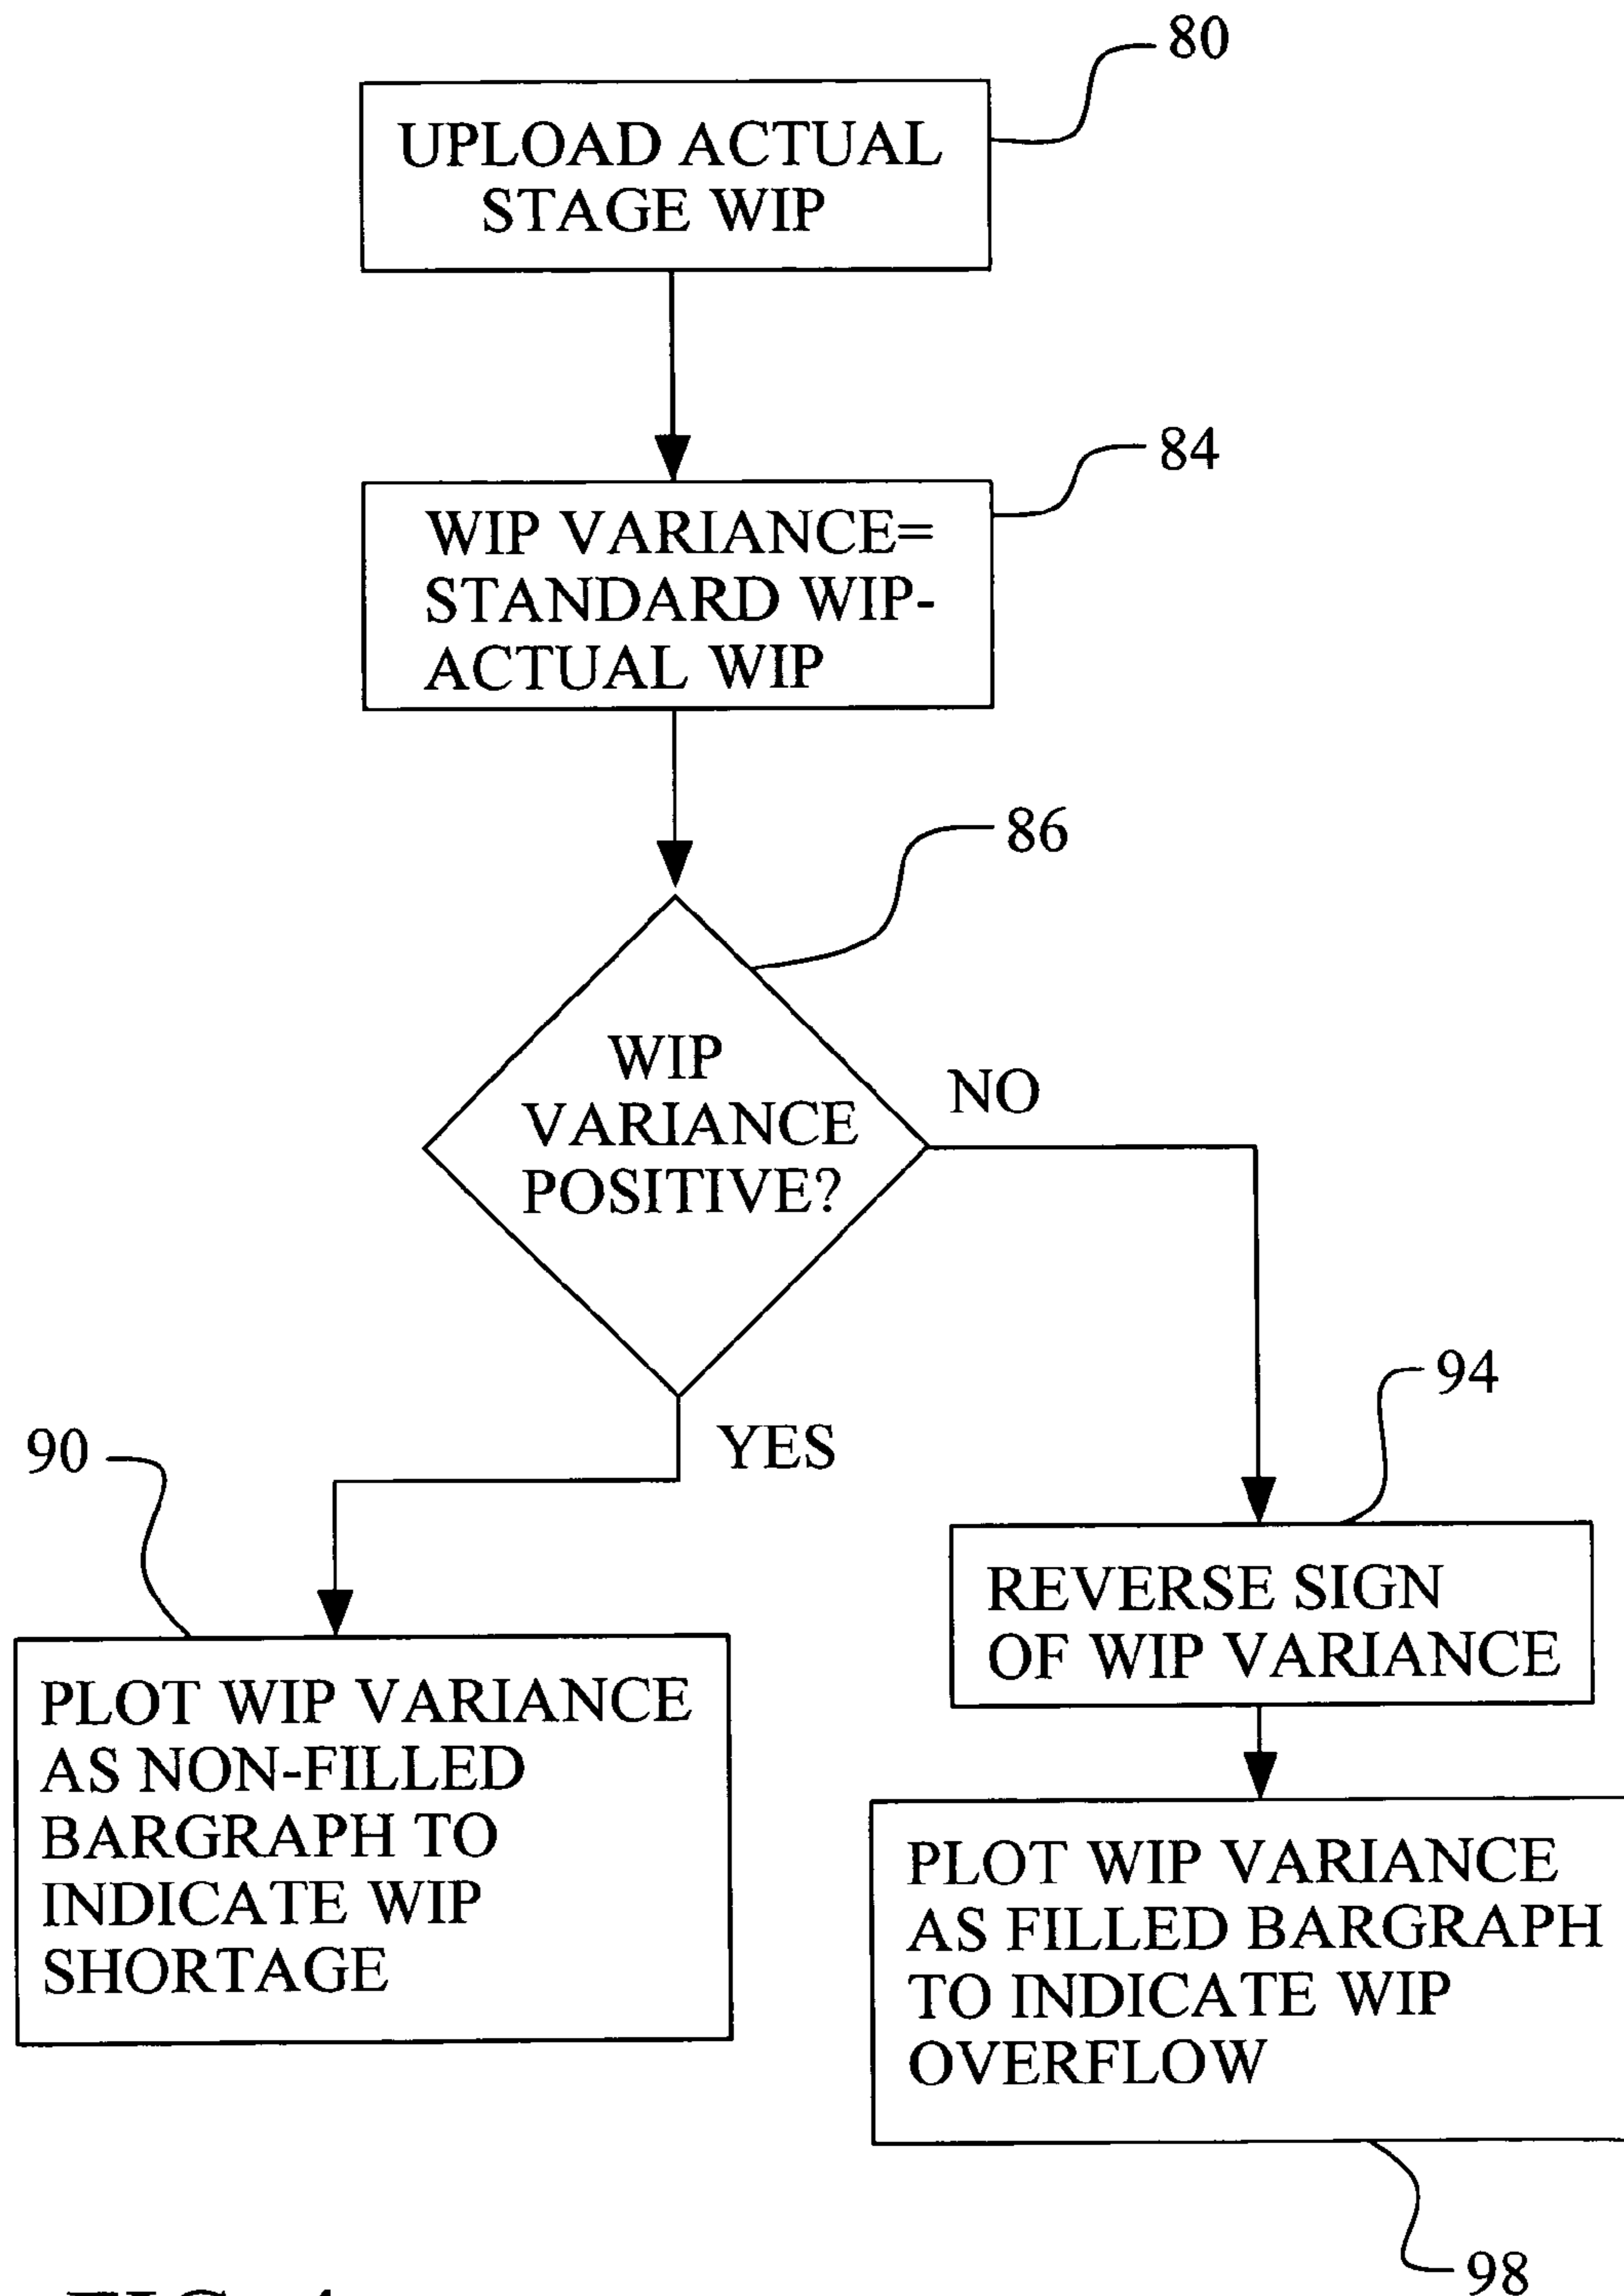 80
UPLOAD ACTUAL
STAGE WIP
84
WIP VARIANCE=
STANDARD WIP-
ACTUAL WIP
86
WIP
VARIANCE
POSITIVE?
NO
YES
90
PLOT WIP VARIANCE
AS NON-FILLED
BARGRAPH TO
INDICATE WIP
SHORTAGE
94
REVERSE SIGN
OF WIP VARIANCE
PLOT WIP VARIANCE
AS FILLED BARGRAPH
TO INDICATE WIP
OVERFLOW
98